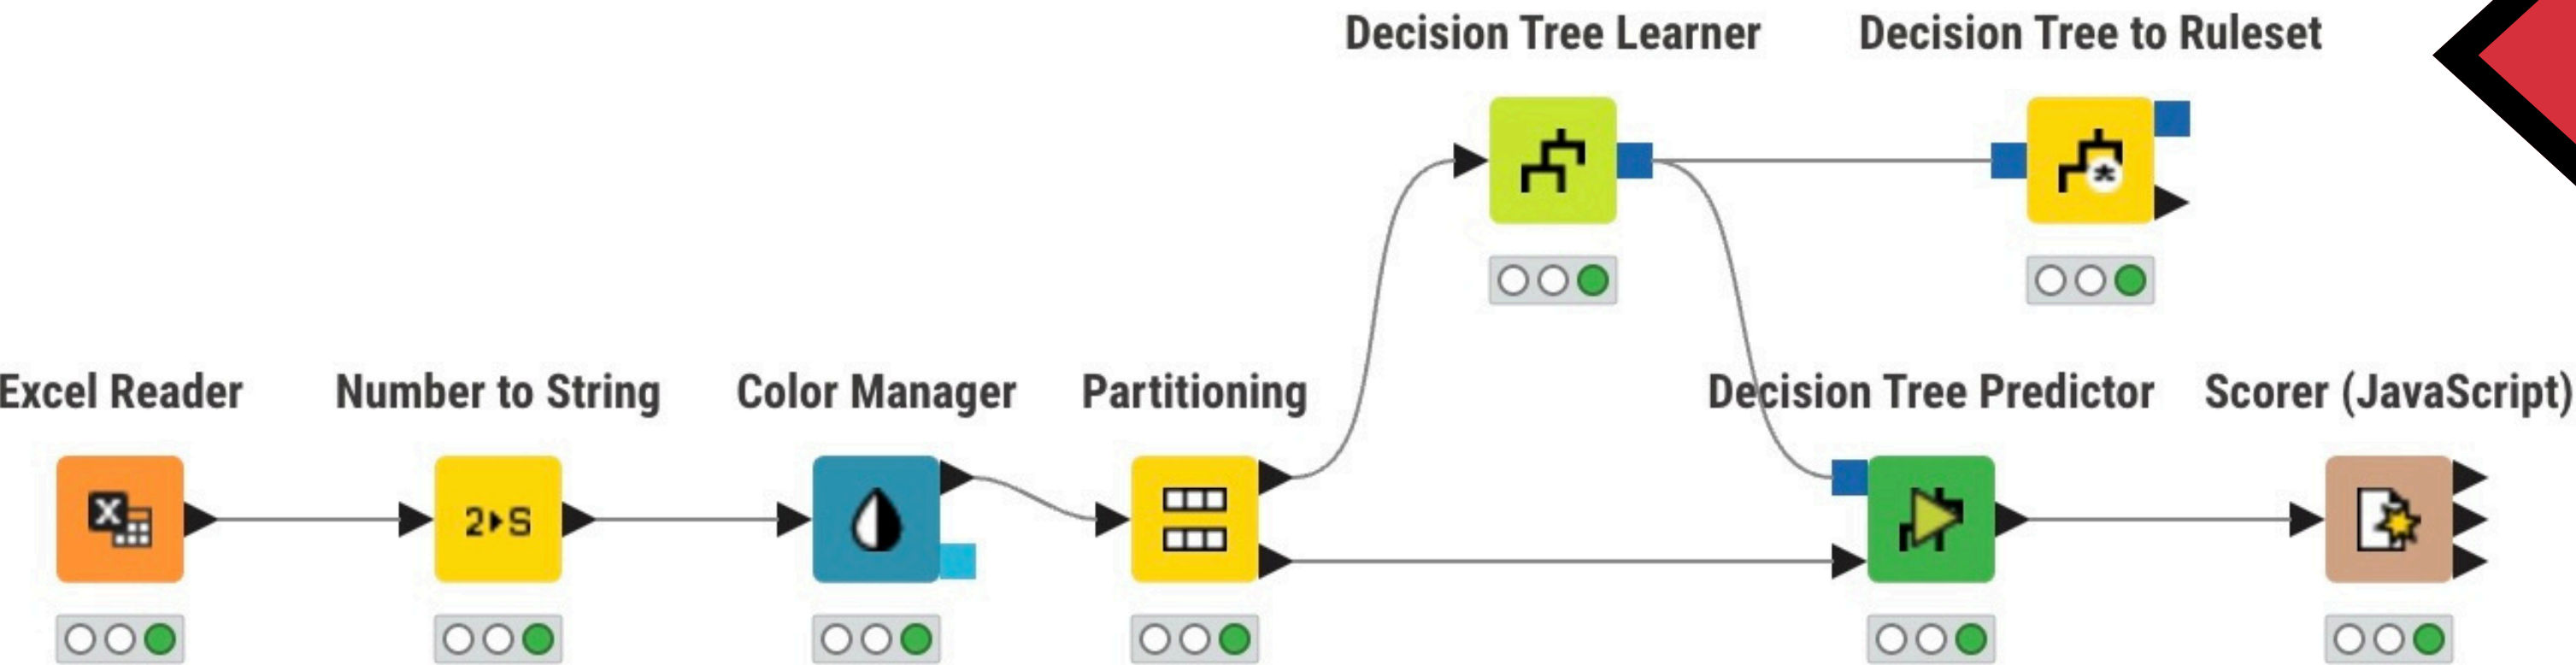 Decision Tree Learner
Decision Tree to Ruleset
Excel Reader
Number to String
Color Manager
Partitioning
Decision Tree Predictor
Scorer (JavaScript)
X
2▸S